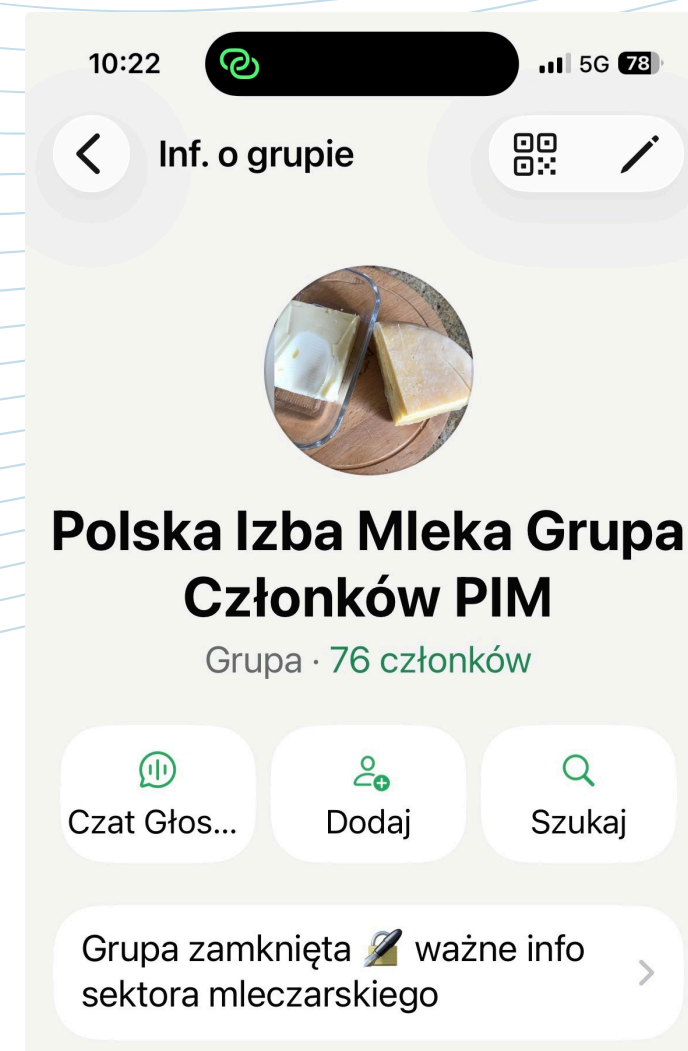 10:22 5G 78
Inf. o grupie
Polska Izba Mleka Grupa
Członków PIM
Grupa · 76 członków
Czat Głos... Dodaj Szukaj
Grupa zamknięta 🔏 ważne info
sektora mleczarskiego